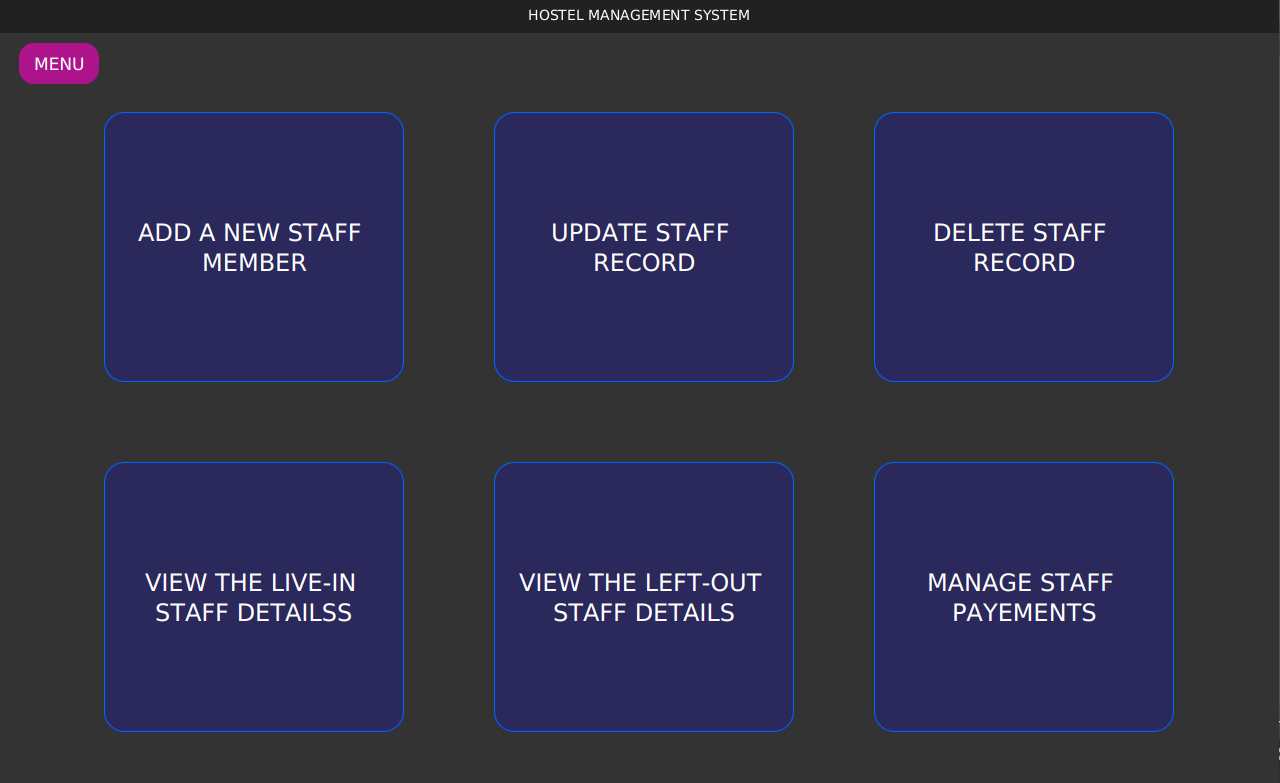 HOSTEL MANAGEMENT SYSTEM
MENU
ADD A NEW STAFF
MEMBER
UPDATE STAFF
RECORD
DELETE STAFF
RECORD
VIEW THE LIVE-IN
STAFF DETAILSS
VIEW THE LEFT-OUT
STAFF DETAILS
MANAGE STAFF
PAYEMENTS